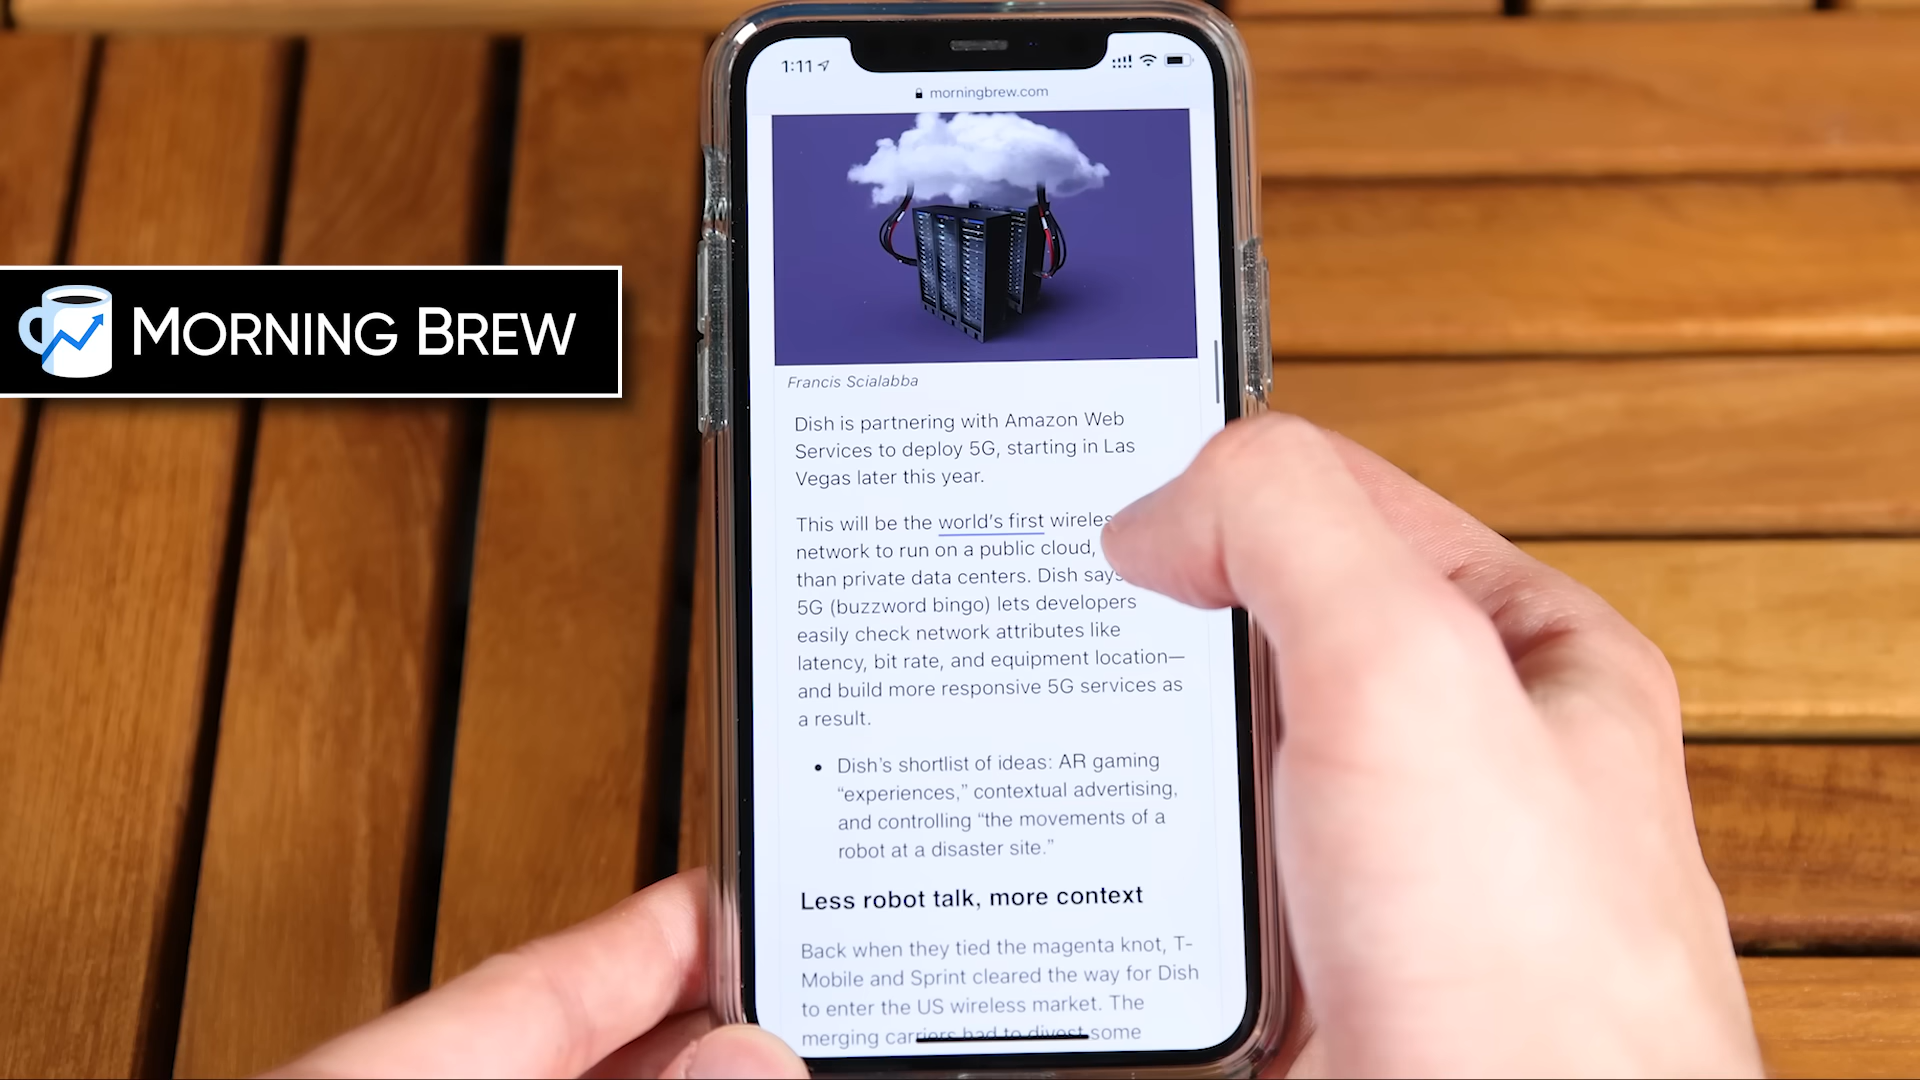 1:11
morningbrew.com
MORNING BREW
Francis Scialabba
Dish is partnering with Amazon Web
Services to deploy 5G, starting in Las
Vegas later this year.
This will be the world's first
network to run on a public cloud,
than private data centers. Dish says
5G (buzzword bingo) lets developers
easily check network attributes like
latency, bit rate, and equipment location—
and build more responsive 5G services as
a result.
• Dish's shortlist of ideas: AR gaming
“experiences,” contextual advertising,
and controlling “the movements of a
robot at a disaster site.”
Less robot talk, more context
Back when they tied the magenta knot, T-
Mobile and Sprint cleared the way for Dish
to enter the US wireless market. The
merging carriers had to divest some